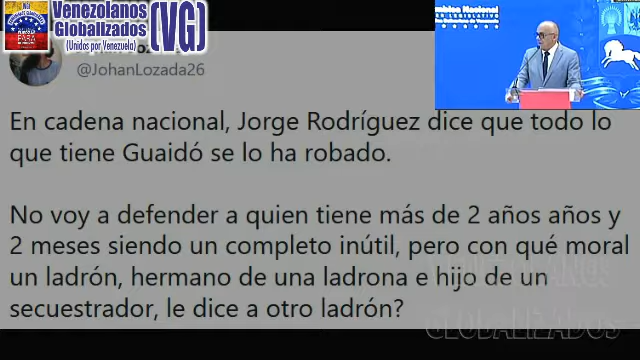 Venezolanos
Globalizados
(Unidos por Venezuela)
(VG)
@JohanLozada26
En cadena nacional, Jorge Rodríguez dice que todo lo
que tiene Guaidó se lo ha robado.
No voy a defender a quien tiene más de 2 años años y
2 meses siendo un completo inútil, pero con qué moral
un ladrón, hermano de una ladrona e hijo de un
secuestrador, le dice a otro ladrón?
Asamblea Nacional
VENEZOLANOS
GLOBALIZADOS